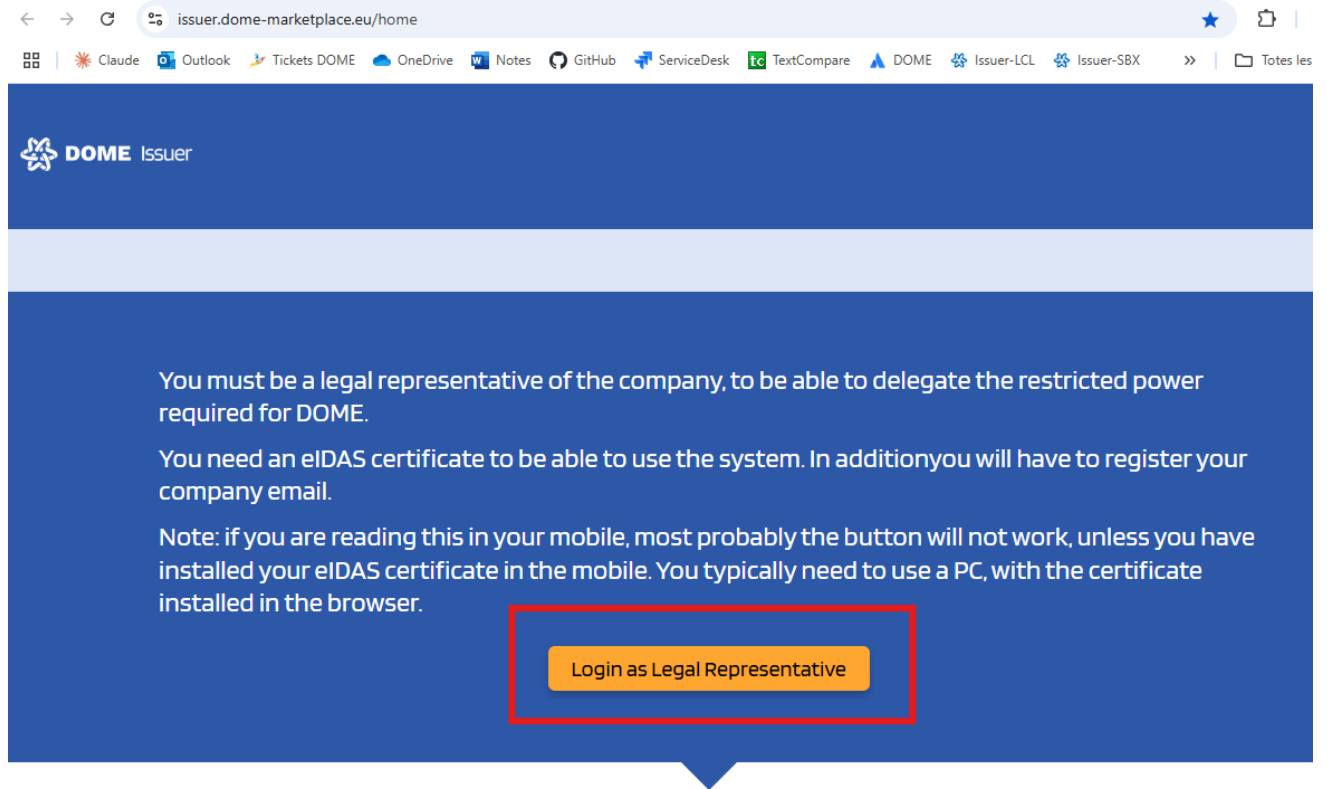 issuer.dome-marketplace.eu/home
Claude Outlook Tickets DOME OneDrive Notes GitHub ServiceDesk TextCompare DOME Issuer-LCL Issuer-SBX » Totes les
DOME Issuer
You must be a legal representative of the company, to be able to delegate the restricted power
required for DOME.
You need an eIDAS certificate to be able to use the system. In additionyou will have to register your
company email.
Note: if you are reading this in your mobile, most probably the button will not work, unless you have
installed your eIDAS certificate in the mobile. You typically need to use a PC, with the certificate
installed in the browser.
Login as Legal Representative